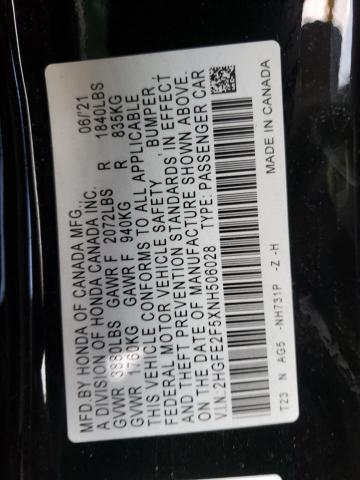 MFD.BY HONDA OF CANADA MFG., 06/'21
A DIVISION OF HONDA CANADA INC.
GVWR 3880LBS GAWR F 2072LBS R 1840LBS
GVWR 1760KG GAWR F 940KG R 835KG
THIS VEHICLE CONFORMS TO ALL APPLICABLE
FEDERAL MOTOR VEHICLE SAFETY, BUMPER,
AND THEFT PREVENTION STANDARDS IN EFFECT
ON THE DATE OF MANUFACTURE SHOWN ABOVE.
V.I.N: 2HGFE2F5XNH506028 TYPE: PASSENGER CAR
T23 N AG5 -NH731P -Z -H MADE IN CANADA